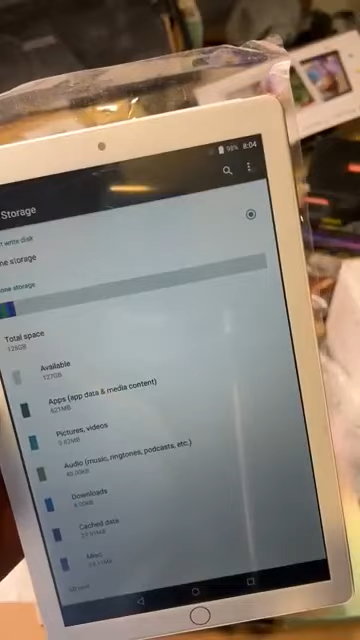 98% 8:04
Storage
t write disk
ne storage
one storage
Total space
128GB
Available
127GB
Apps (app data & media content)
621MB
Pictures, videos
Audio (music, ringtones, podcasts, etc.)
Downloads
Cached data
Misc.